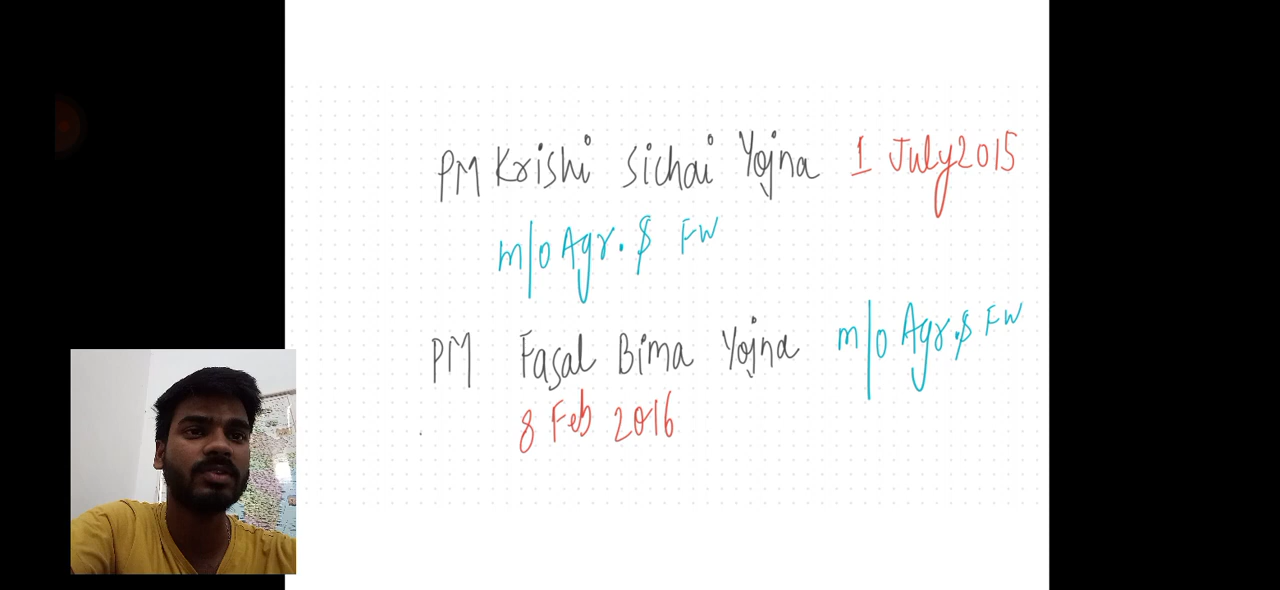 PM Krishi Sichai Yojna 1 July 2015
m/o Agr. & FW
PM Fasal Bima Yojna m/o Agr. & FW
8 Feb 2016